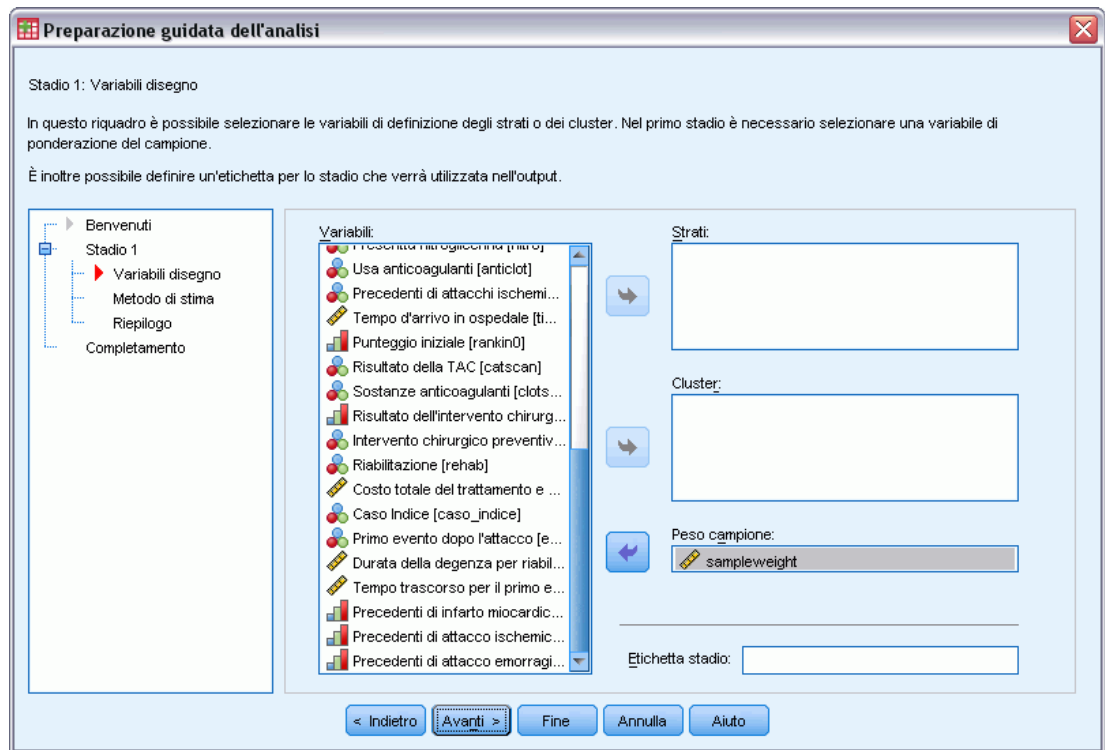 Preparazione guidata dell'analisi
Stadio 1: Variabili disegno
In questo riquadro è possibile selezionare le variabili di definizione degli strati o dei cluster. Nel primo stadio è necessario selezionare una variabile di
ponderazione del campione.
È inoltre possibile definire un'etichetta per lo stadio che verrà utilizzata nell'output.
Benvenuti
Stadio 1
Variabili disegno
Metodo di stima
Riepilogo
Completamento
Variabili:
Prescritta nitroglicerina [nitro]
Usa anticoagulanti [anticlot]
Precedenti di attacchi ischemi...
Tempo d'arrivo in ospedale [ti...
Punteggio iniziale [rankin0]
Risultato della TAC [catscan]
Sostanze anticoagulanti [clots...
Risultato dell'intervento chirurg...
Intervento chirurgico preventiv...
Riabilitazione [rehab]
Costo totale del trattamento e ...
Caso Indice [caso_indice]
Primo evento dopo l'attacco [e...
Durata della degenza per riabil...
Tempo trascorso per il primo e...
Precedenti di infarto miocardic...
Precedenti di attacco ischemic...
Precedenti di attacco emorragi...
Strati:
Cluster:
Peso campione:
sampleweight
Etichetta stadio:
< Indietro
Avanti >
Fine
Annulla
Aiuto